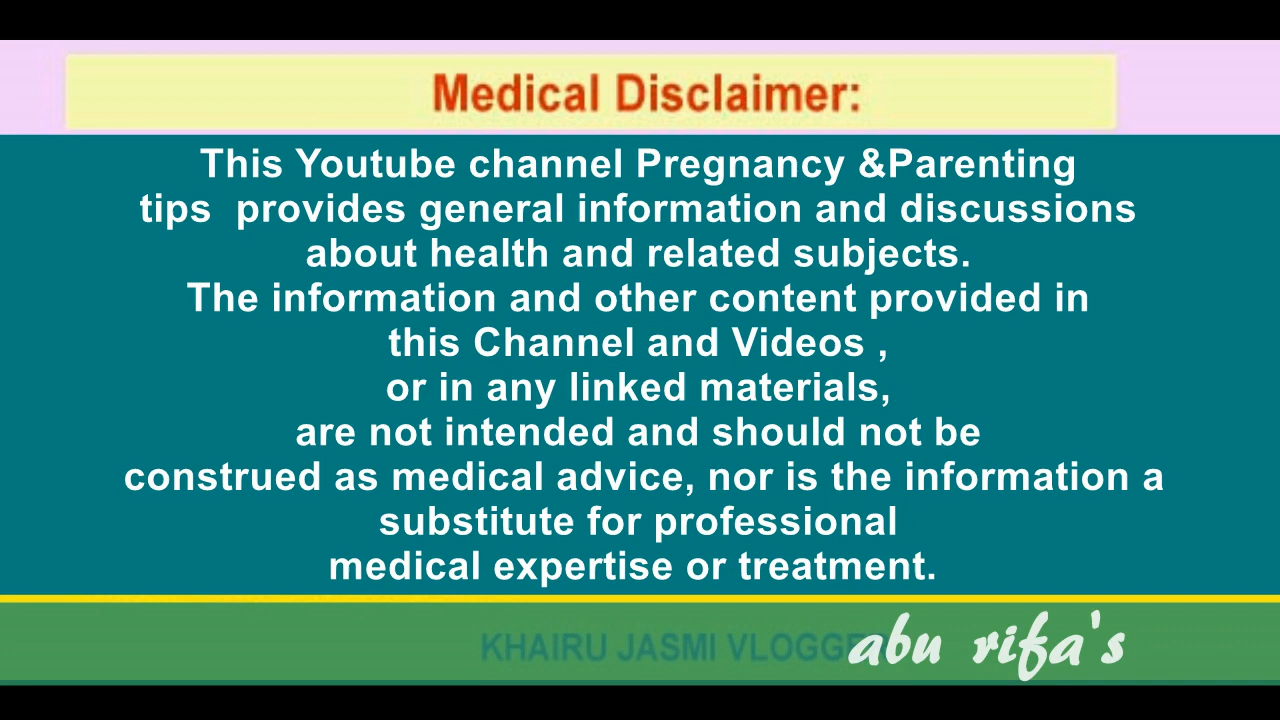 Medical Disclaimer:
This Youtube channel Pregnancy &Parenting
tips provides general information and discussions
about health and related subjects.
The information and other content provided in
this Channel and Videos ,
or in any linked materials,
are not intended and should not be
construed as medical advice, nor is the information a
substitute for professional
medical expertise or treatment.
KHAIRU JASMI abu rifa's